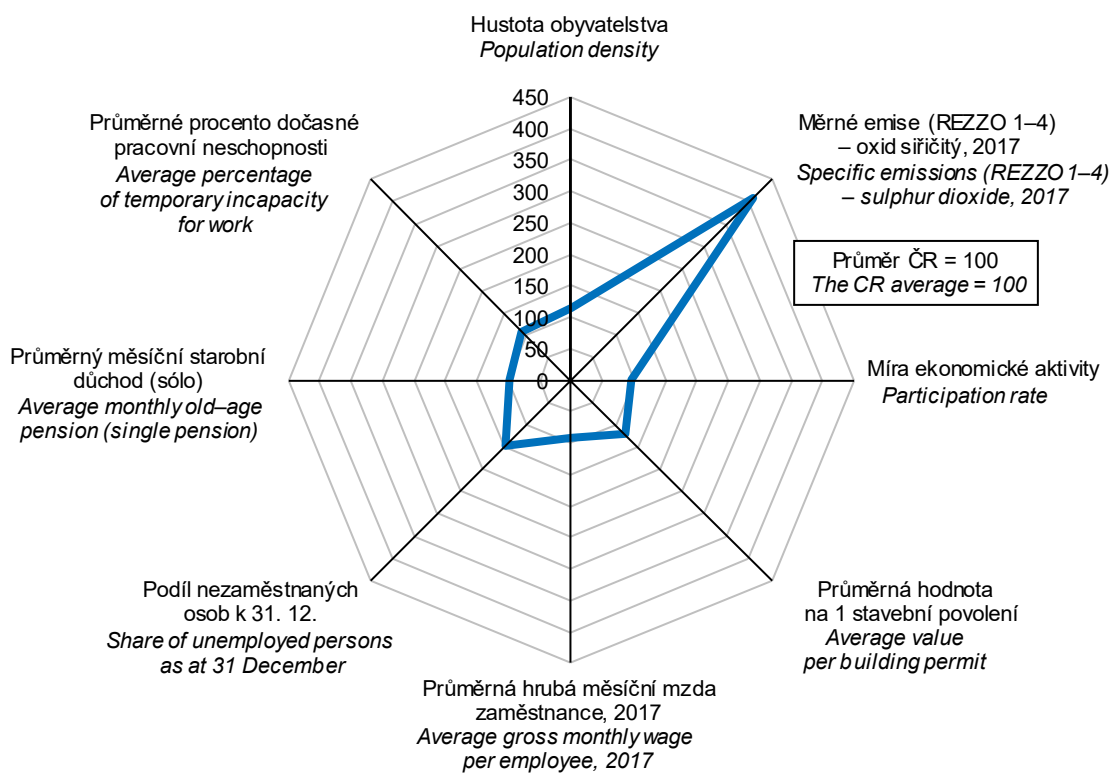 Hustota obyvatelstva
Population density
Průměrné procento dočasné
pracovní neschopnosti
Average percentage
of temporary incapacity
for work
450
400
350
300
250
200
150
100
50
0
Měrné emise (REZZO 1–4)
– oxid siřičitý, 2017
Specific emissions (REZZO 1–4)
– sulphur dioxide, 2017
Průměr ČR = 100
The CR average = 100
Průměrný měsíční starobní
důchod (sólo)
Average monthly old–age
pension (single pension)
Míra ekonomické aktivity
Participation rate
Podíl nezaměstnaných
osob k 31. 12.
Share of unemployed persons
as at 31 December
Průměrná hodnota
na 1 stavební povolení
Average value
per building permit
Průměrná hrubá měsíční mzda
zaměstnance, 2017
Average gross monthly wage
per employee, 2017